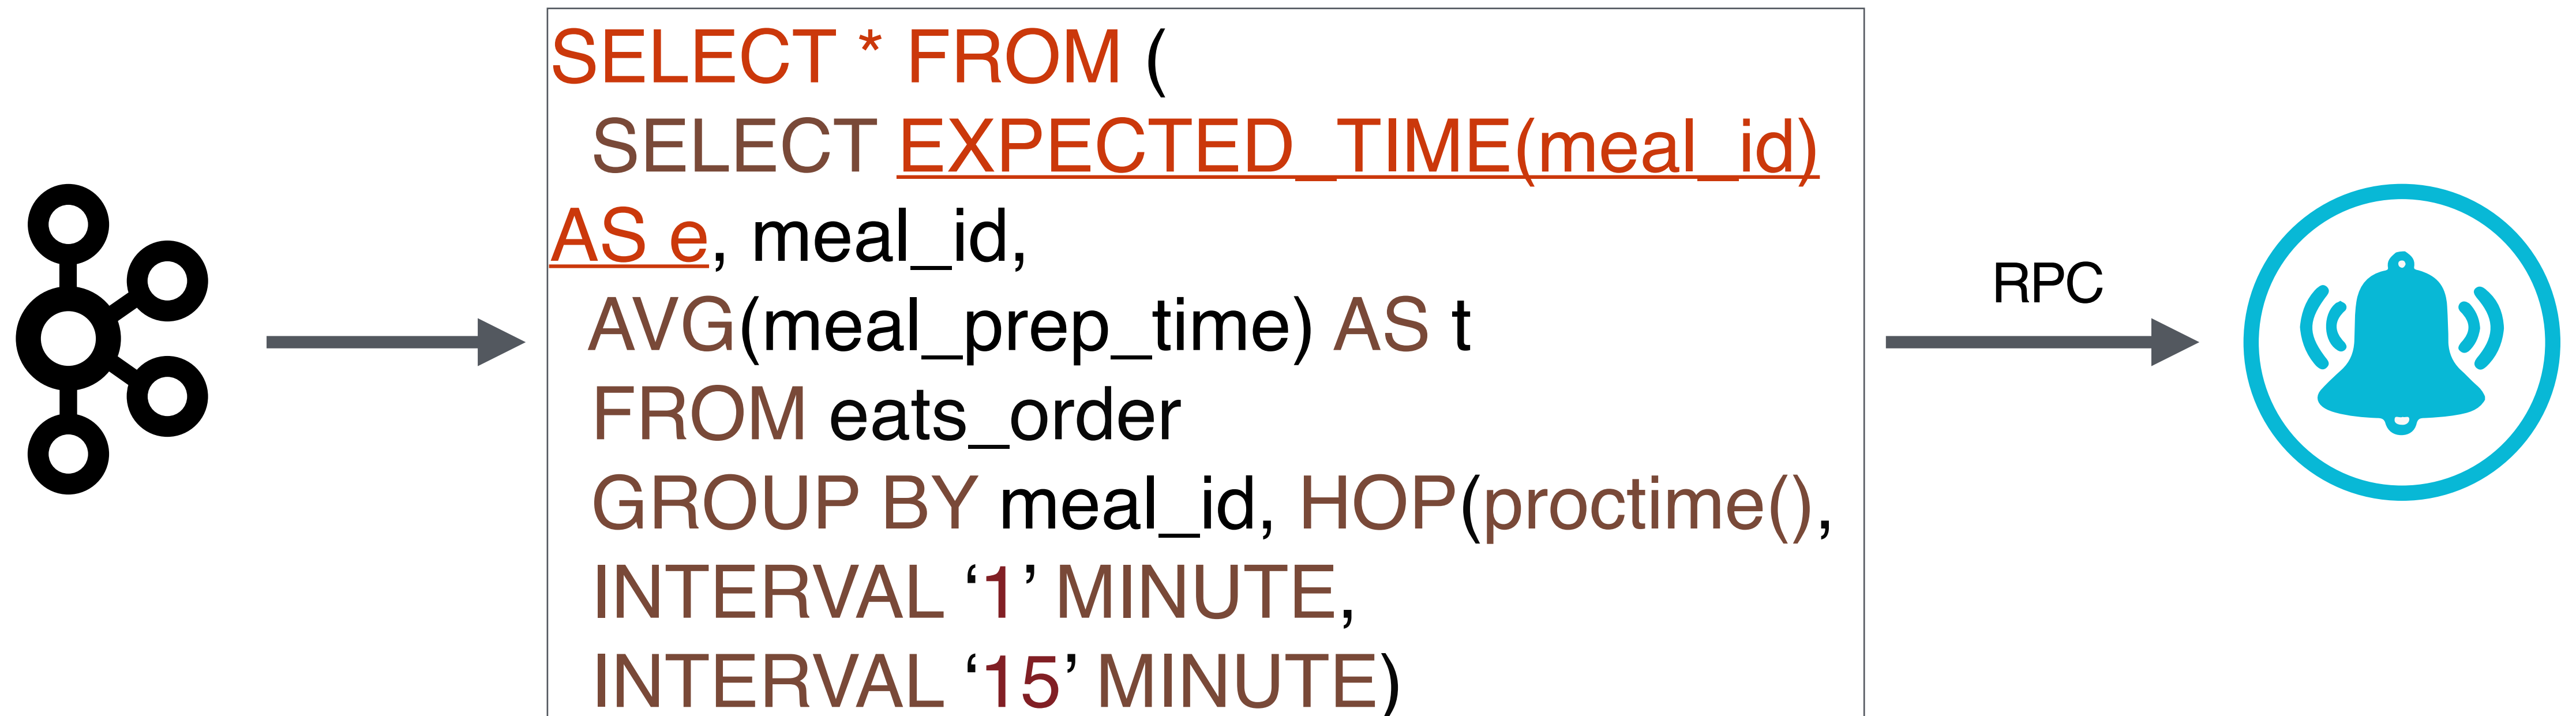 SELECT * FROM (
SELECT EXPECTED_TIME(meal_id)
AS e, meal_id,
AVG(meal_prep_time) AS t
FROM eats_order
GROUP BY meal_id, HOP(proctime(),
INTERVAL ‘1’ MINUTE,
INTERVAL ‘15’ MINUTE)
RPC